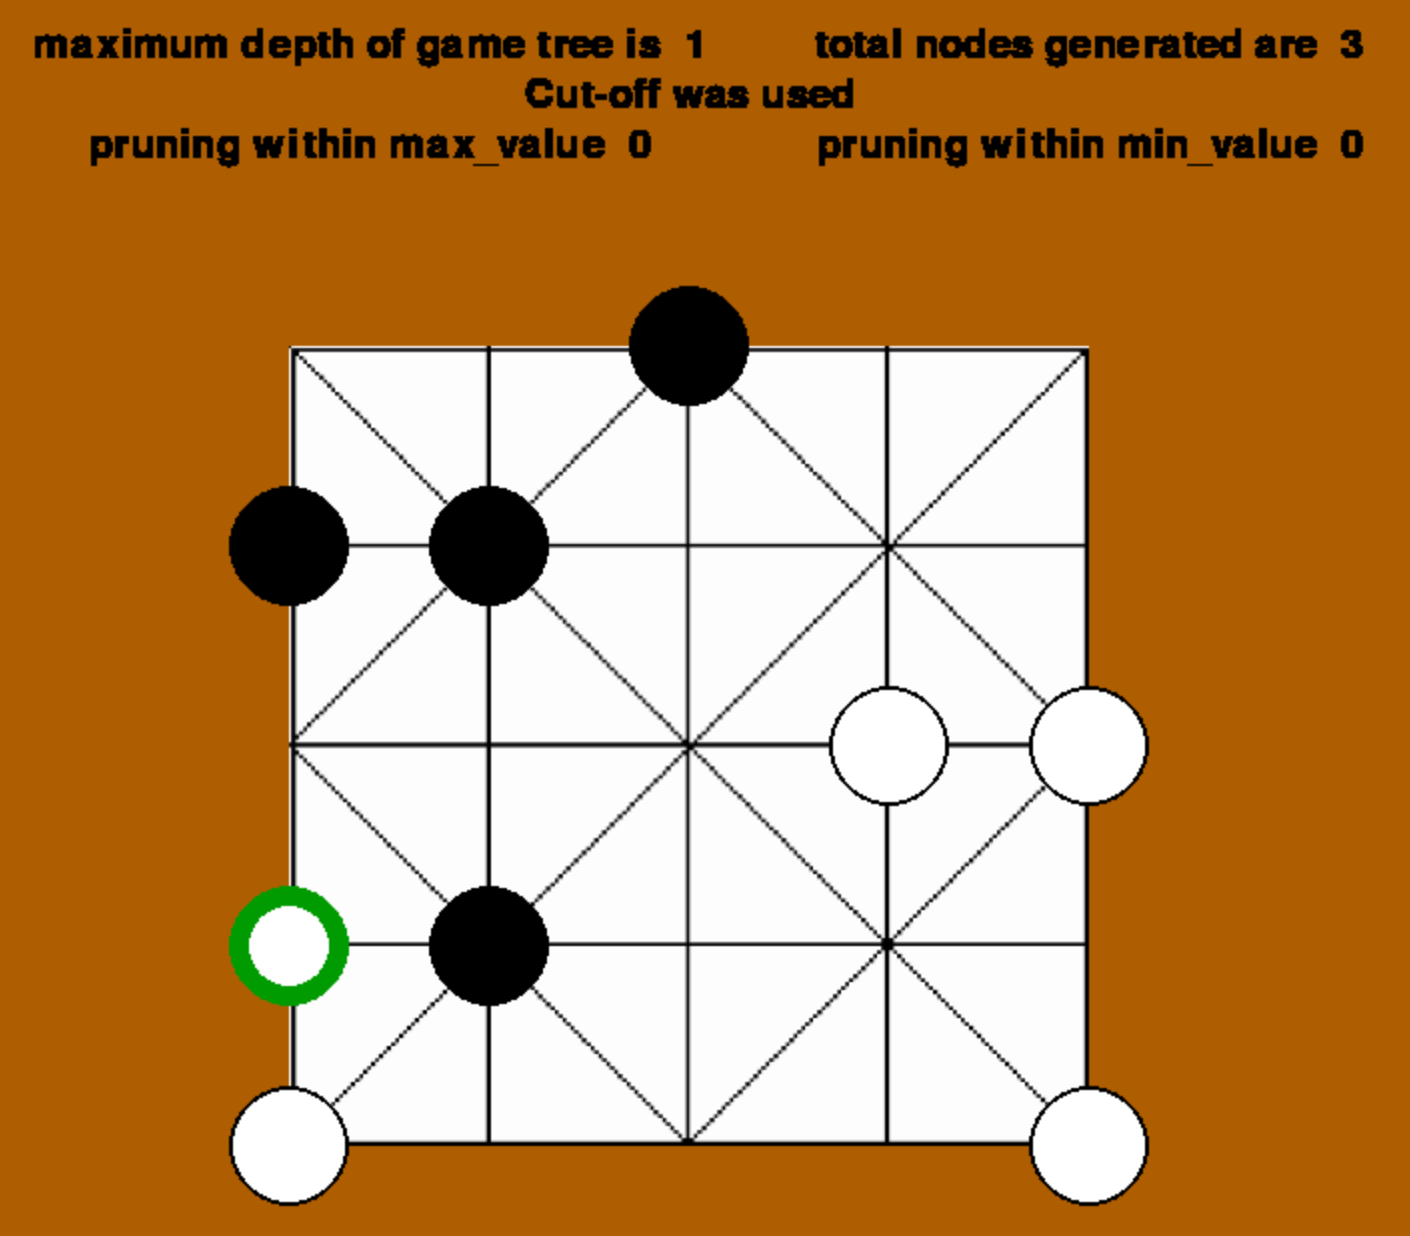 maximum depth of game tree is 1 total nodes generated are 3
Cut-off was used
pruning within max_value 0 pruning within min_value 0